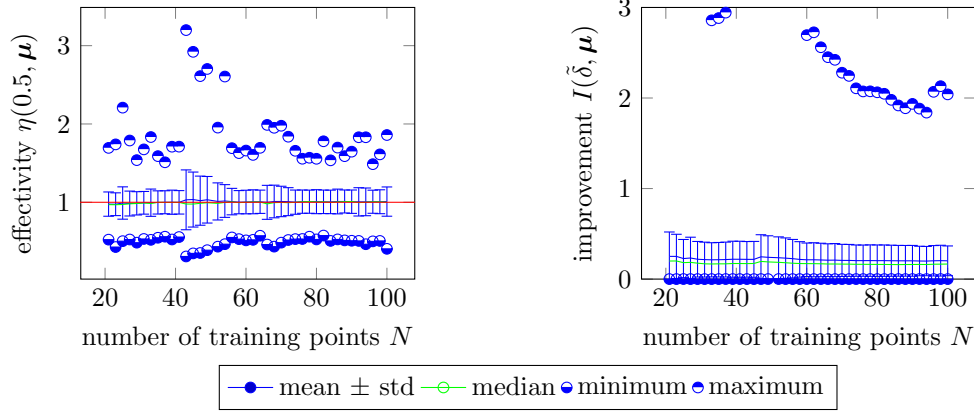 3
2
1
effectivity η(0.5, μ)
20 40 60 80 100
number of training points N
3
2
1
0
improvement I(δ̃, μ)
20 40 60 80 100
number of training points N
mean ± std median minimum maximum